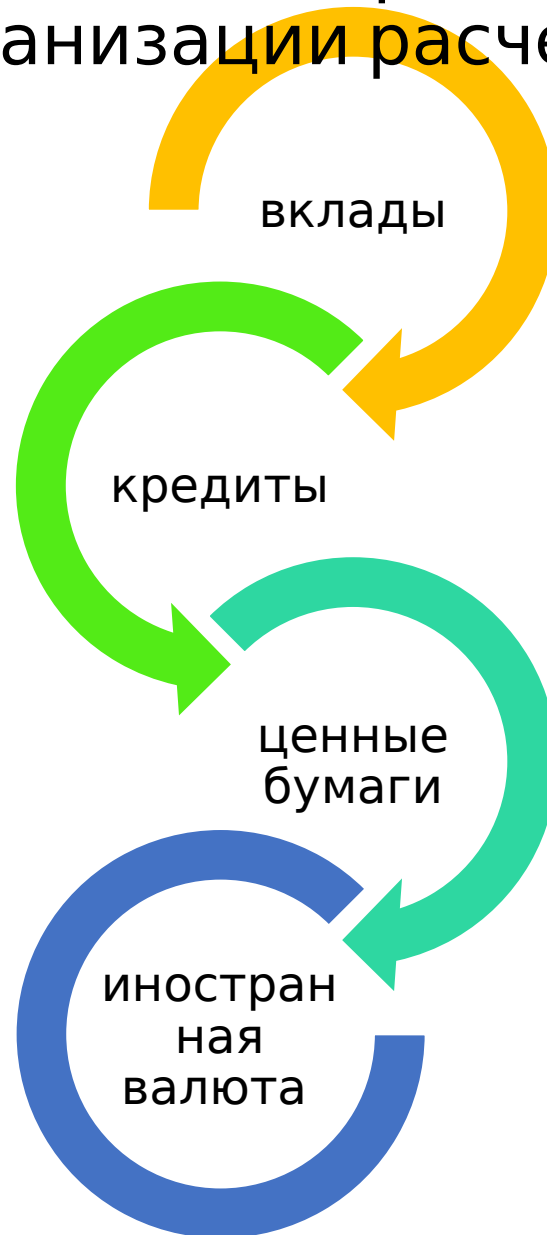 анизации расче
вклады
кредиты
ценные
бумаги
иностран
ная
валюта